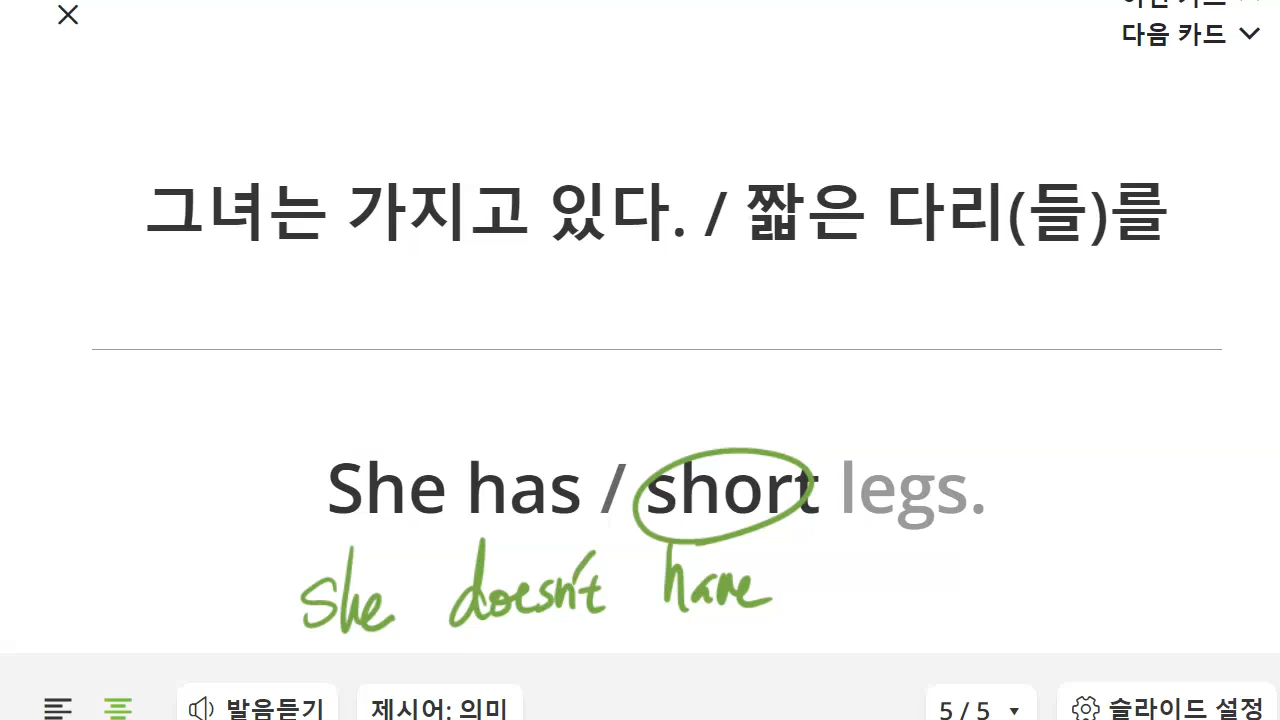 다음 카드
그녀는 가지고 있다. / 짧은 다리(들)를
She has / short legs.
she doesn't have
발음듣기 제시어: 의미 5 / 5 슬라이드 설정